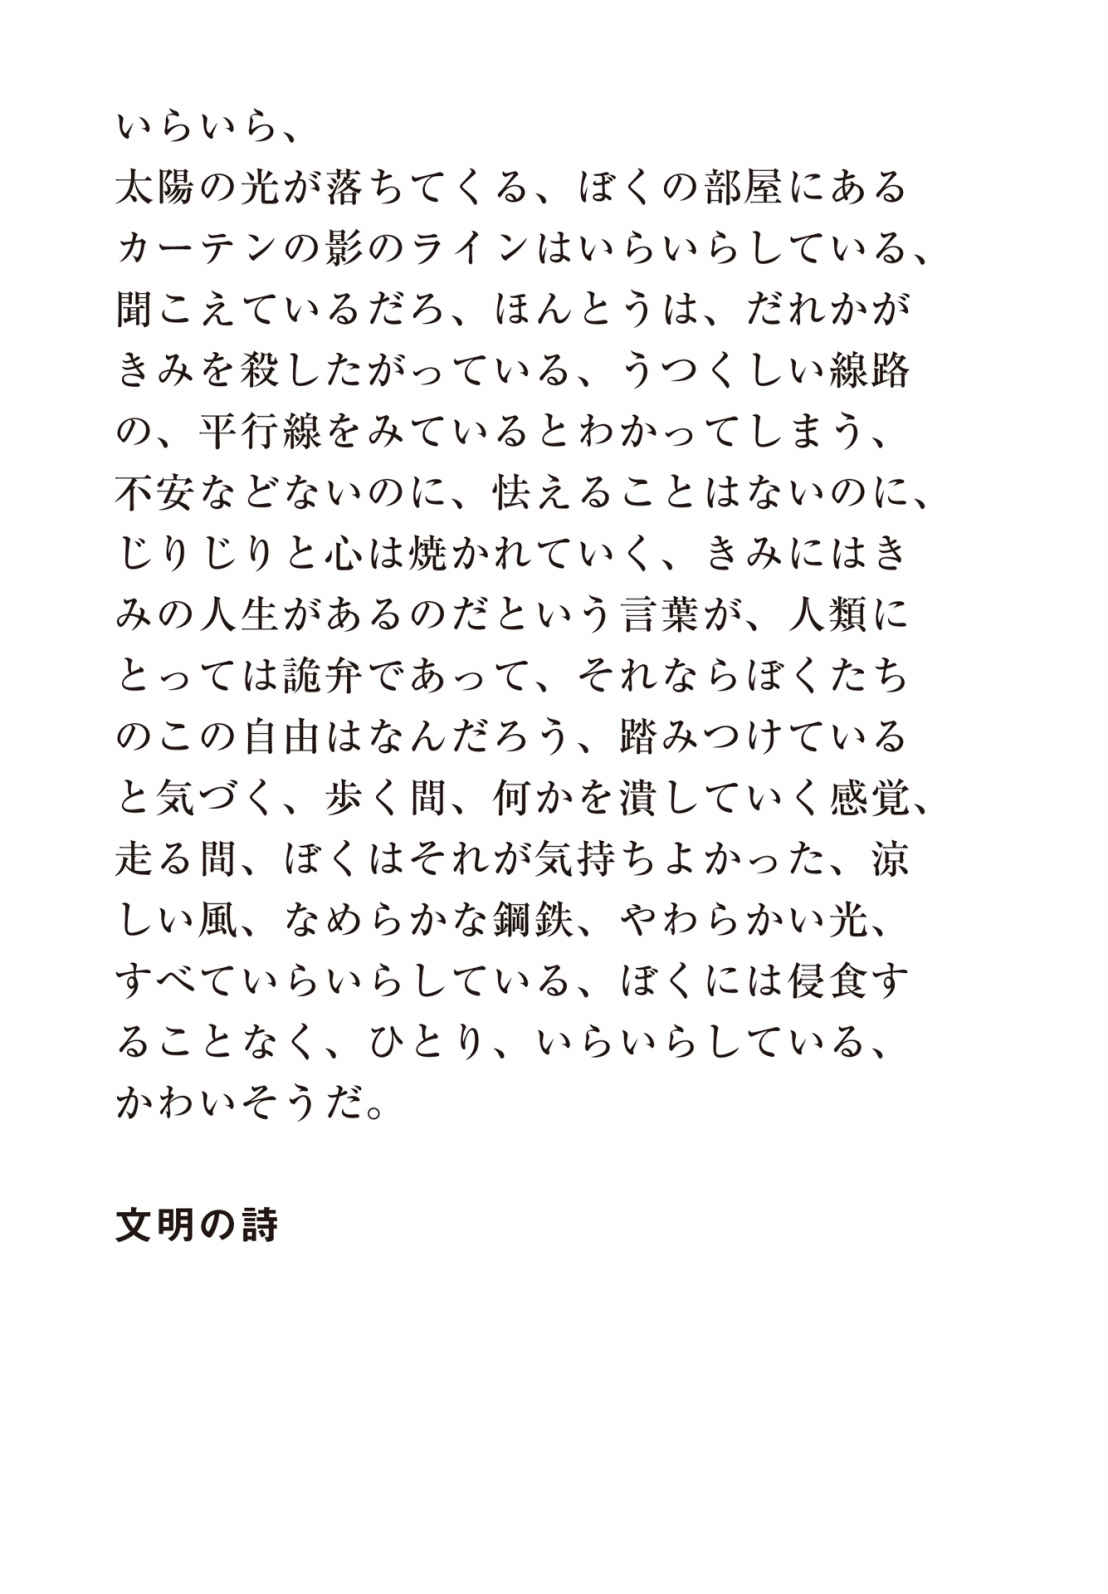 いらいら、
太陽の光が落ちてくる、ぼくの部屋にある
カーテンの影のラインはいらいらしている、
聞こえているだろ、ほんとうは、だれかが
きみを殺したがっている、うつくしい線路
の、平行線をみているとわかってしまう、
不安などないのに、怯えることはないのに、
じりじりと心は焼かれていく、きみにはき
みの人生があるのだという言葉が、人類に
とっては詭弁であって、それならぼくたち
のこの自由はなんだろう、踏みつけている
と気づく、歩く間、何かを潰していく感覚、
走る間、ぼくはそれが気持ちよかった、涼
しい風、なめらかな鋼鉄、やわらかい光、
すべていらいらしている、ぼくには侵食す
ることなく、ひとり、いらいらしている、
かわいそうだ。
文明の詩